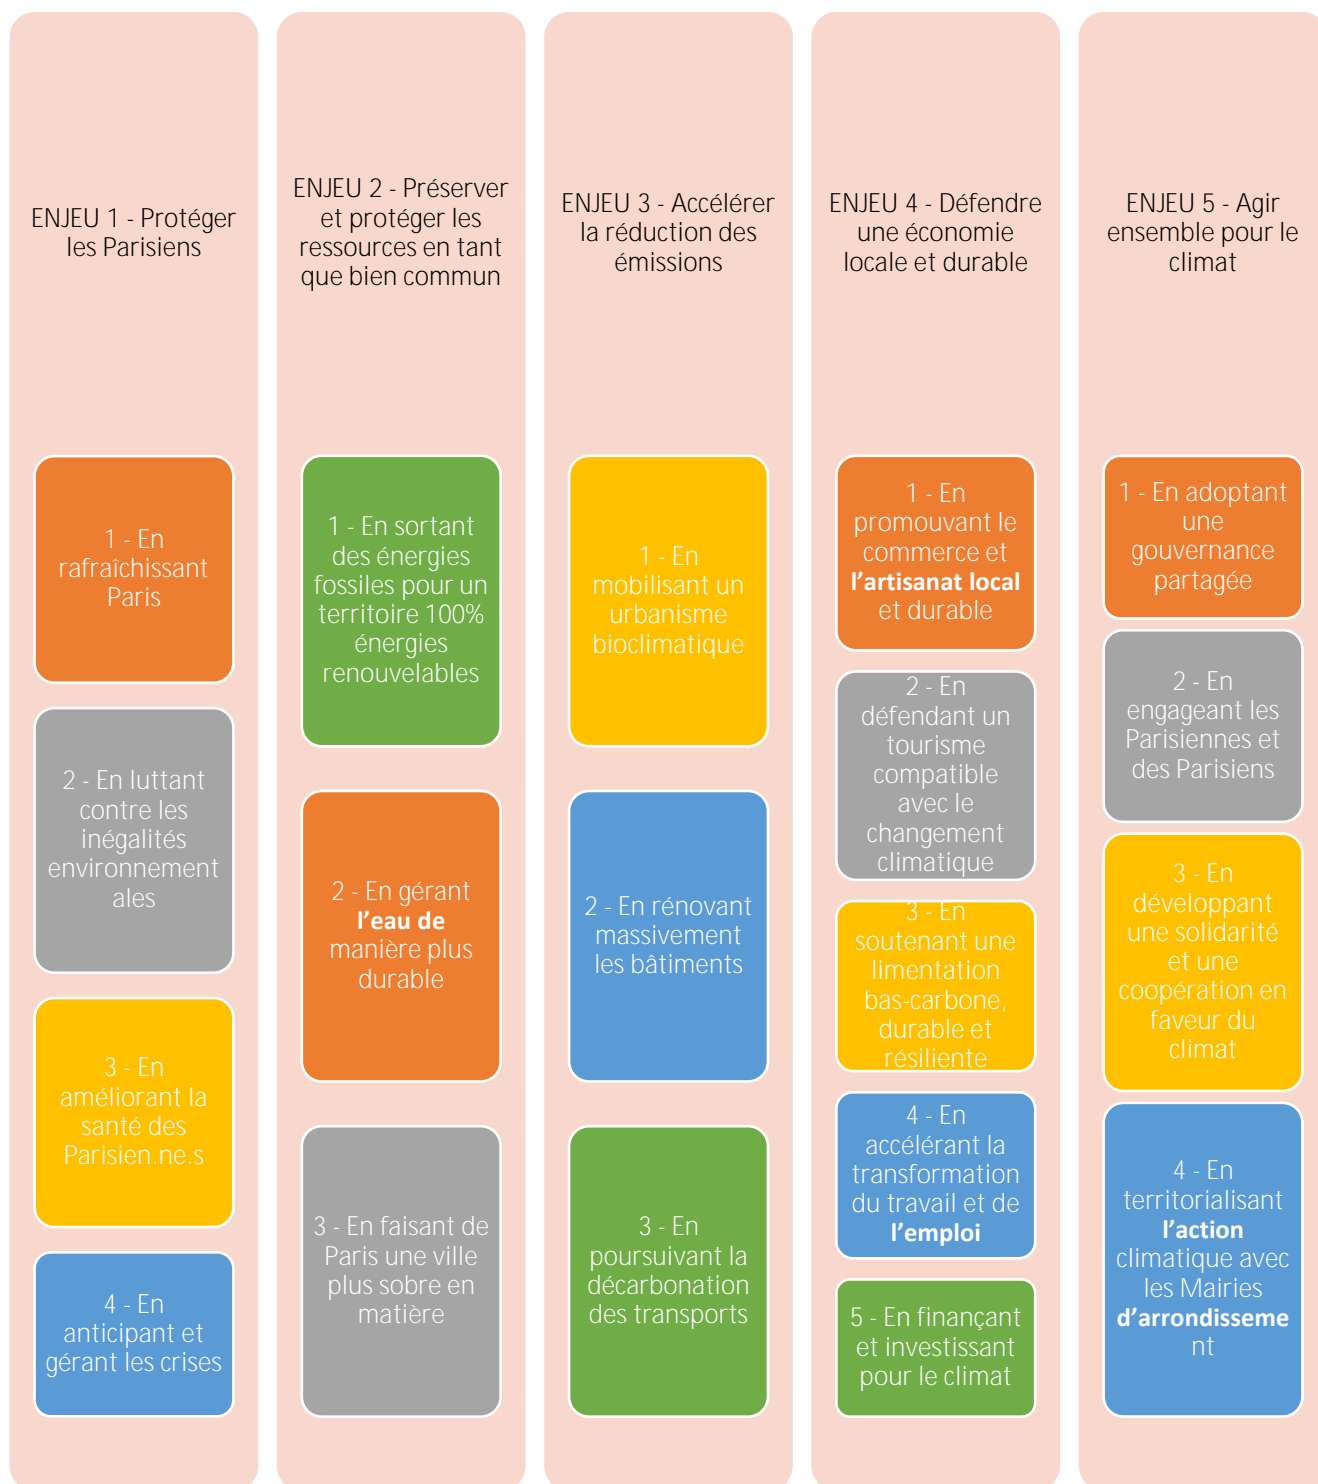 ENJEU 1 - Protéger
les Parisiens
1 - En
rafraîchissant
Paris
2 - En luttant
contre les
inégalités
environnement
ales
3 - En
améliorant la
santé des
Parisien.ne.s
4 - En
anticipant et
gérant les crises
ENJEU 2 - Préserver
et protéger les
ressources en tant
que bien commun
1 - En sortant
des énergies
fossiles pour un
territoire 100%
énergies
renouvelables
2 - En gérant
l’eau de
manière plus
durable
3 - En faisant de
Paris une ville
plus sobre en
matière
ENJEU 3 - Accélérer
la réduction des
émissions
1 - En
mobilisant un
urbanisme
bioclimatique
2 - En rénovant
massivement
les bâtiments
3 - En
poursuivant la
décarbonation
des transports
ENJEU 4 - Défendre
une économie
locale et durable
1 - En
promouvant le
commerce et
l’artisanat local
et durable
2 - En
défendant un
tourisme
compatible
avec le
changement
climatique
3 - En
soutenant une
limentation
bas-carbone,
durable et
résiliente
4 - En
accélérant la
transformation
du travail et de
l’emploi
5 - En finançant
et investissant
pour le climat
ENJEU 5 - Agir
ensemble pour le
climat
1 - En adoptant
une
gouvernance
partagée
2 - En
engageant les
Parisiennes et
des Parisiens
3 - En
développant
une solidarité
et une
coopération en
faveur du
climat
4 - En
territorialisant
l’action
climatique avec
les Mairies
d’arrondisseme
nt